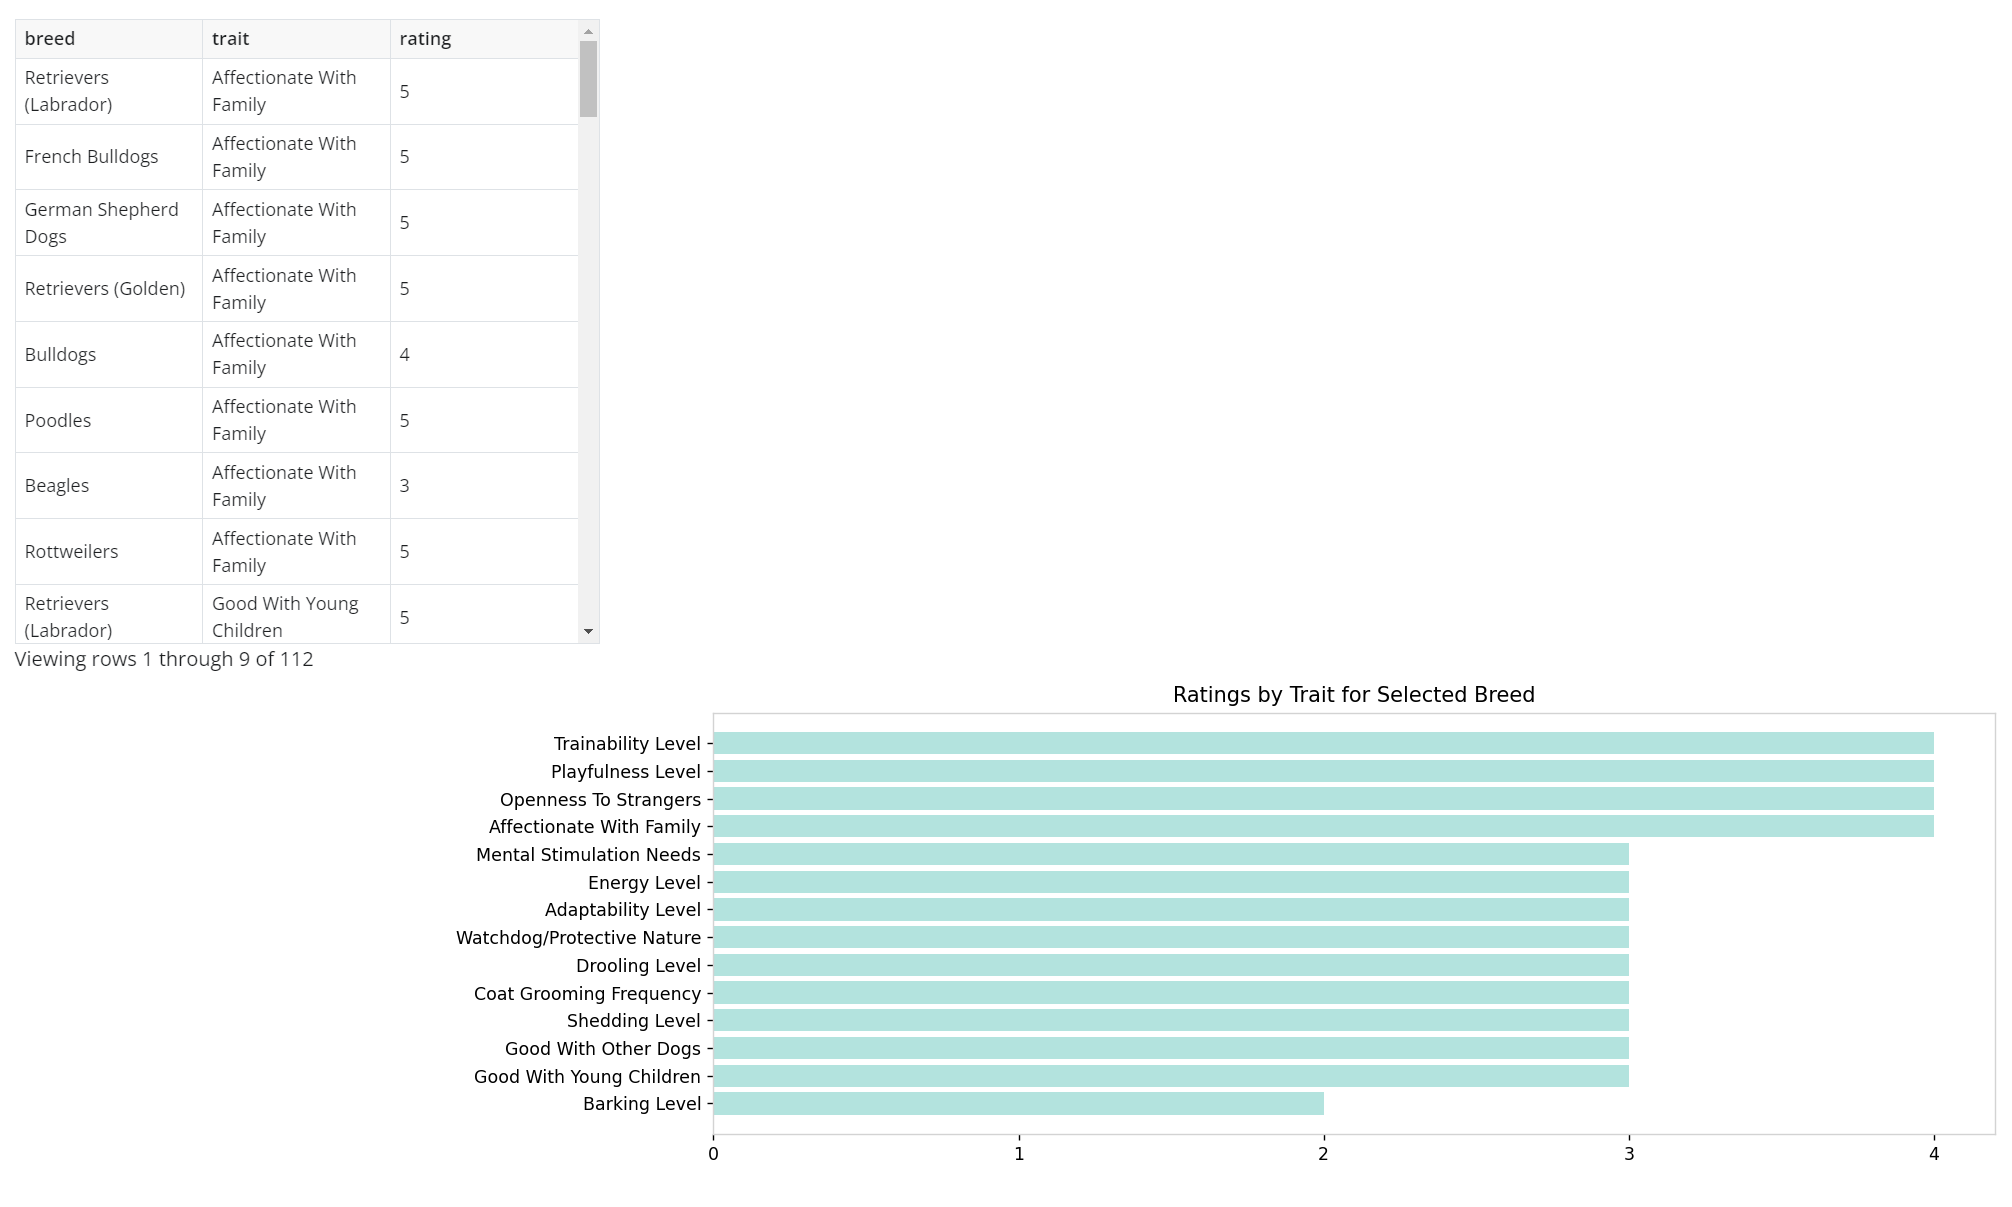 breed trait rating
Retrievers (Labrador) Affectionate With Family 5
French Bulldogs Affectionate With Family 5
German Shepherd Dogs Affectionate With Family 5
Retrievers (Golden) Affectionate With Family 5
Bulldogs Affectionate With Family 4
Poodles Affectionate With Family 5
Beagles Affectionate With Family 3
Rottweilers Affectionate With Family 5
Retrievers (Labrador) Good With Young Children 5
Viewing rows 1 through 9 of 112
Ratings by Trait for Selected Breed
Trainability Level
Playfulness Level
Openness To Strangers
Affectionate With Family
Mental Stimulation Needs
Energy Level
Adaptability Level
Watchdog/Protective Nature
Drooling Level
Coat Grooming Frequency
Shedding Level
Good With Other Dogs
Good With Young Children
Barking Level
0 1 2 3 4